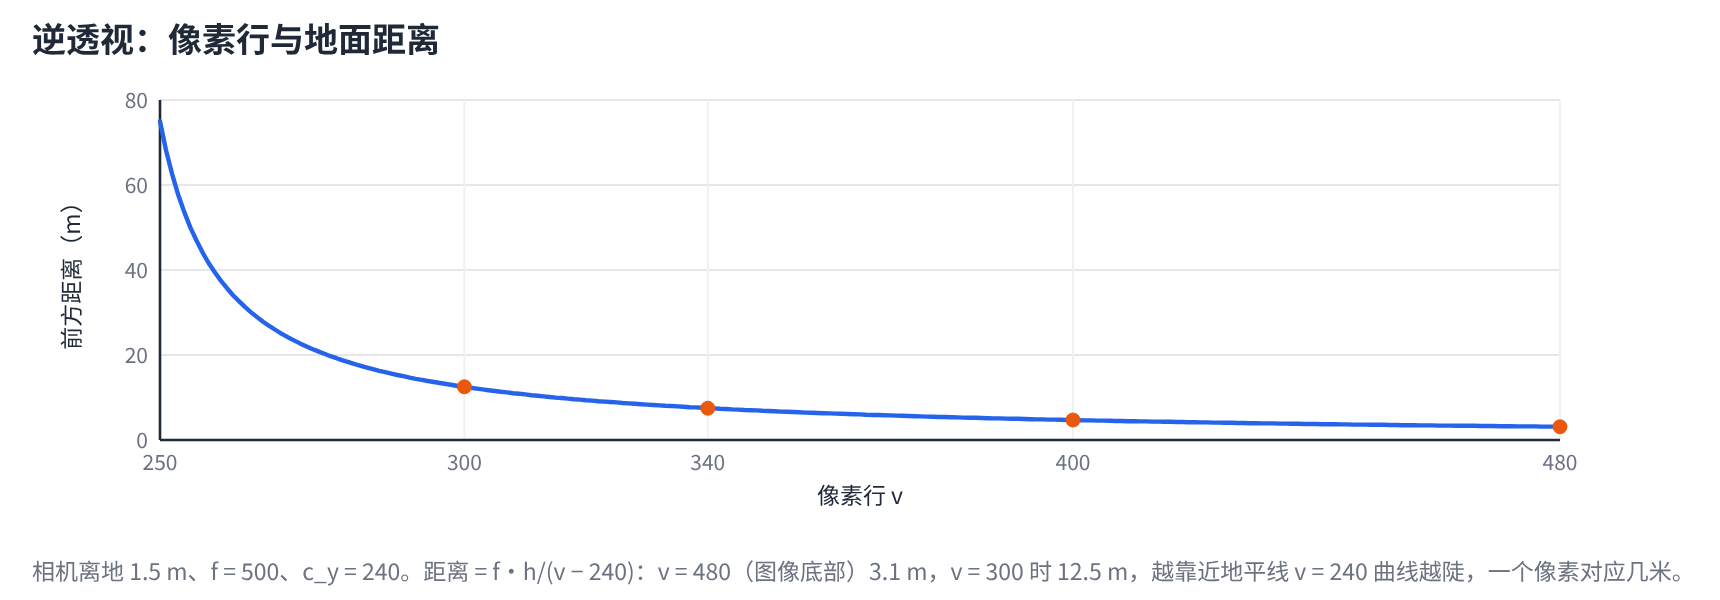 逆透视：像素行与地面距离
80
60
40
20
0
前方距离（m）
250 300 340 400 480
像素行 v
相机离地 1.5 m、f = 500、c_y = 240。距离 = f · h/(v − 240)：v = 480（图像底部）3.1 m，v = 300 时 12.5 m，越靠近地平线 v = 240 曲线越陡，一个像素对应几米。